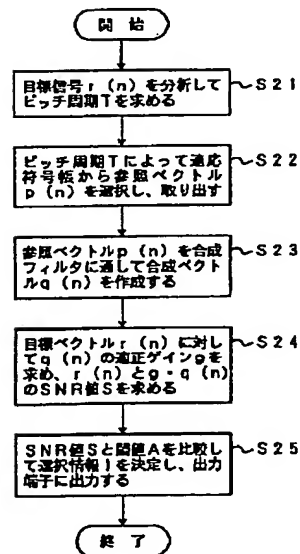 開始
目標信号r(n)を分析して
ピッチ周期Tを求める
S21
ピッチ周期Tによって適応
符号帳から参照ベクトル
p(n)を選択し、取り出す
S22
参照ベクトルp(n)を合成
フィルタに通して合成ベクト
ルq(n)を作成する
S23
目標ベクトルr(n)に対し
てq(n)の適正ゲインgを
求め、r(n)とg・q(n)
のSNR値Sを求める
S24
SNR値Sと閾値Aを比較し
て選択情報Iを決定し、出力
端子に出力する
S25
終了